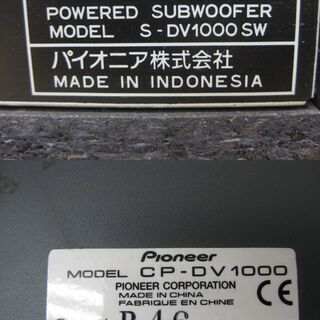 POWERED SUBWOOFER
MODEL S-DV1000SW
パイオニア株式会社
MADE IN INDONESIA
Pioneer
MODEL CP-DV1000
PIONEER CORPORATION
MADE IN CHINA
FABRIQUE EN CHINE
CE